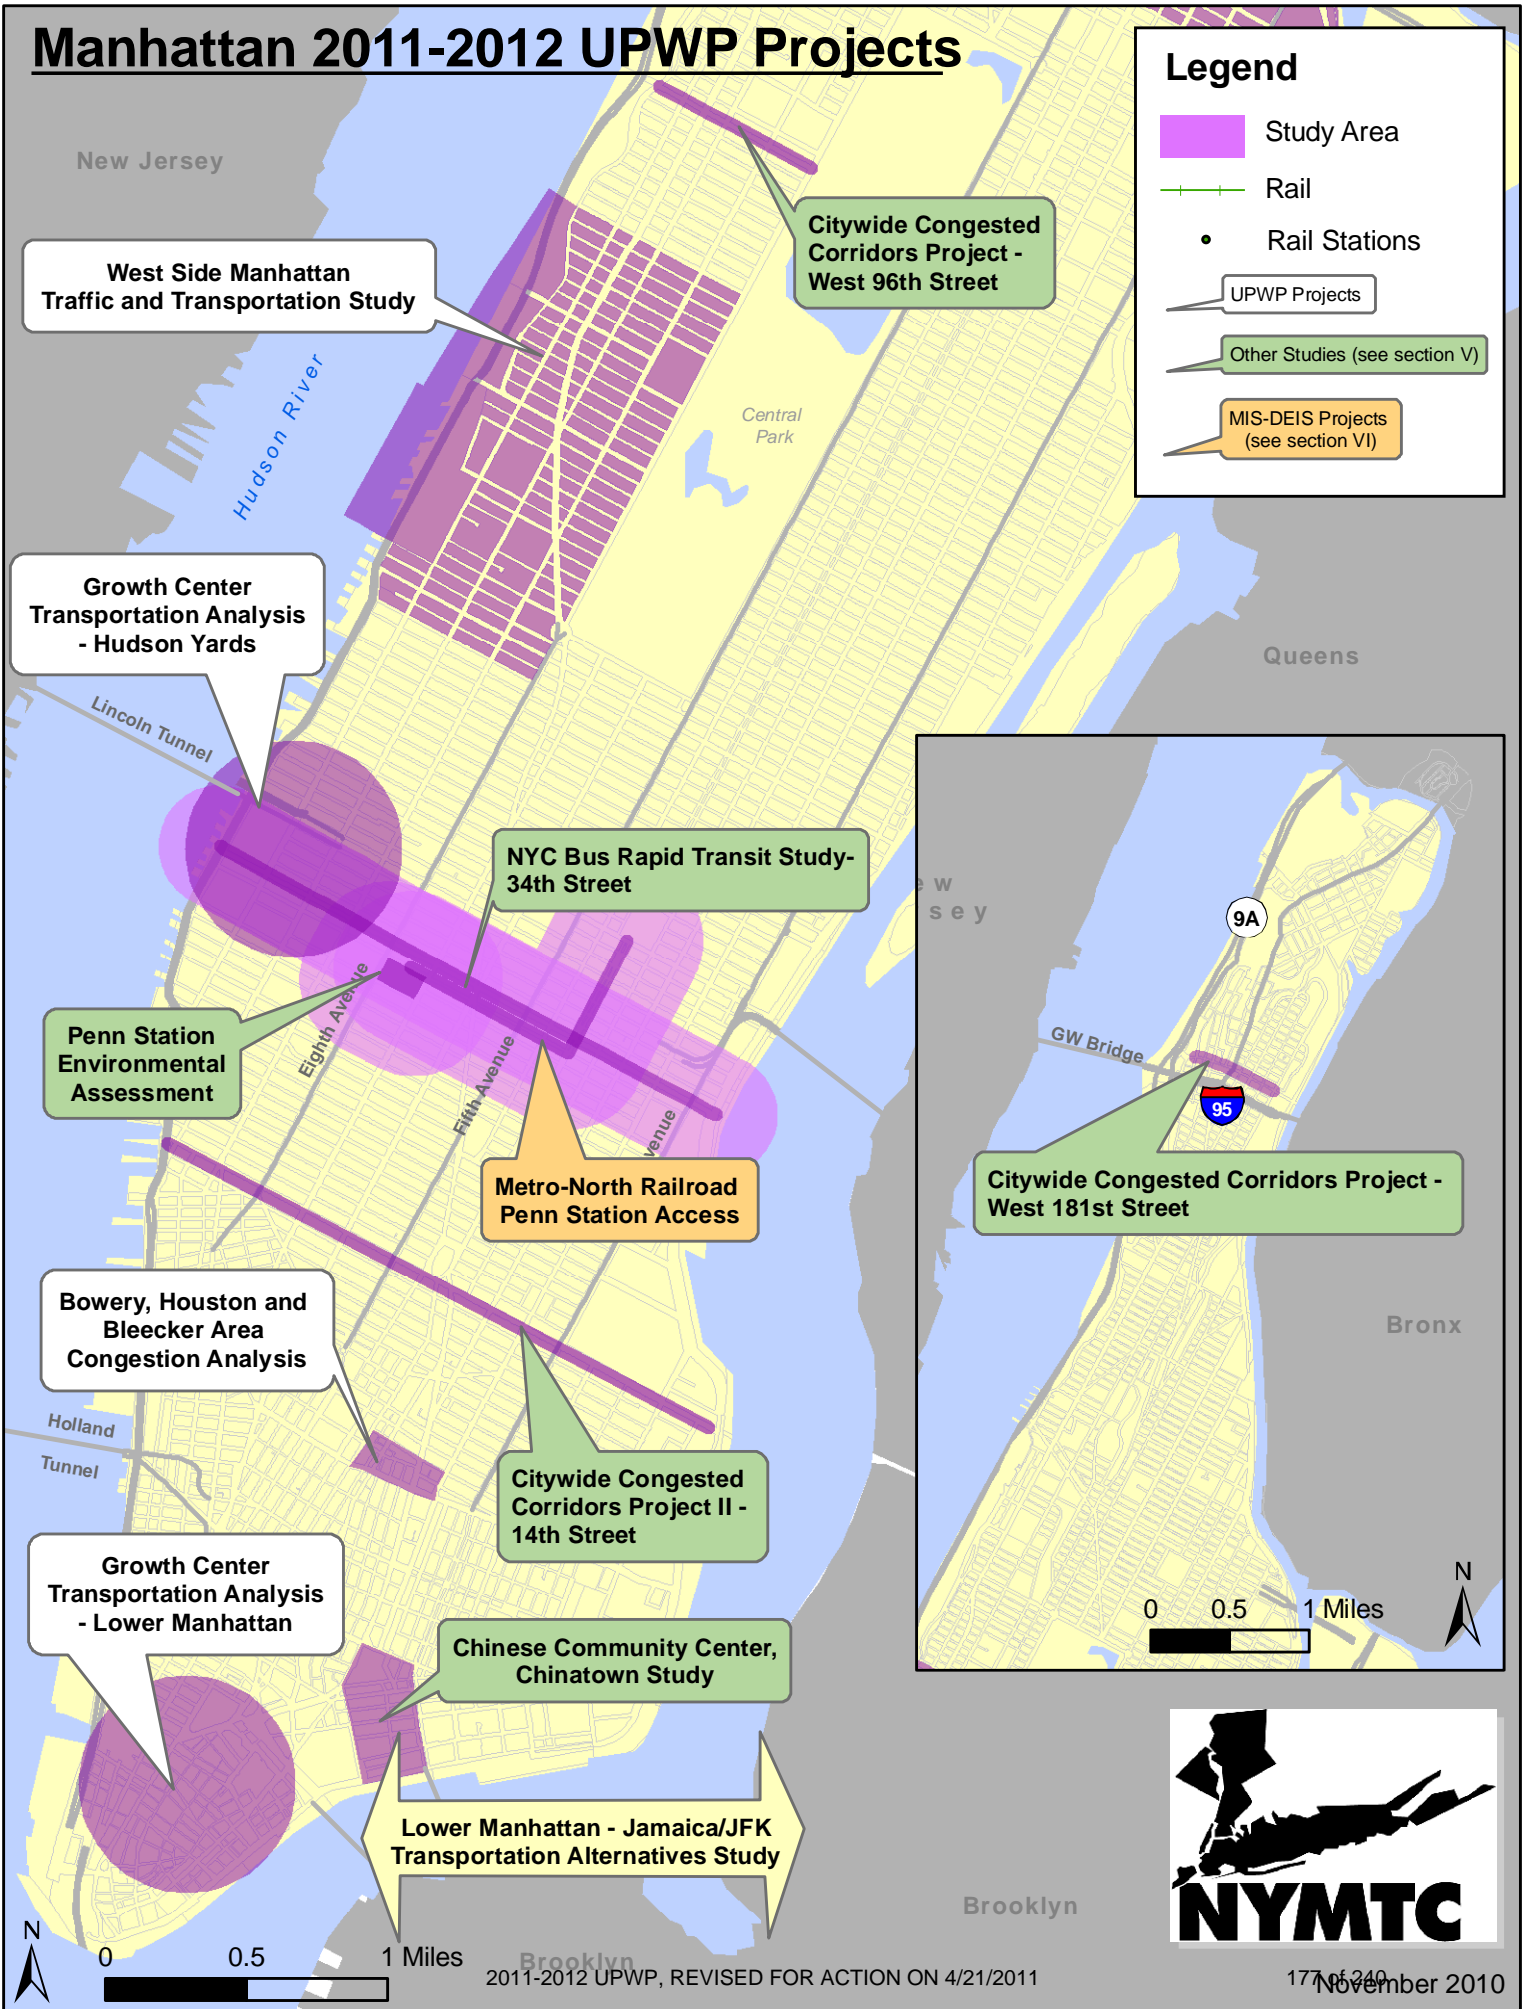 Manhattan 2011-2012 UPWP Projects
Legend
Study Area
Rail
Rail Stations
UPWP Projects
Other Studies (see section V)
MIS-DEIS Projects
(see section VI)
New Jersey
Citywide Congested
Corridors Project -
West 96th Street
West Side Manhattan
Traffic and Transportation Study
Hudson River
Central
Park
Growth Center
Transportation Analysis
- Hudson Yards
Queens
Lincoln Tunnel
NYC Bus Rapid Transit Study-
34th Street
Eighth Avenue
Penn Station
Environmental
Assessment
Fifth Avenue
venue
Metro-North Railroad
Penn Station Access
Bowery, Houston and
Bleecker Area
Congestion Analysis
Holland
Tunnel
Citywide Congested
Corridors Project II -
14th Street
Growth Center
Transportation Analysis
- Lower Manhattan
Chinese Community Center,
Chinatown Study
Lower Manhattan - Jamaica/JFK
Transportation Alternatives Study
ew
sey
9A
GW Bridge
95
Citywide Congested Corridors Project -
West 181st Street
Bronx
N
0 0.5 1 Miles
NYMTC
Brooklyn
Brooklyn
N
0 0.5 1 Miles
2011-2012 UPWP, REVISED FOR ACTION ON 4/21/2011
177 of 240
November 2010